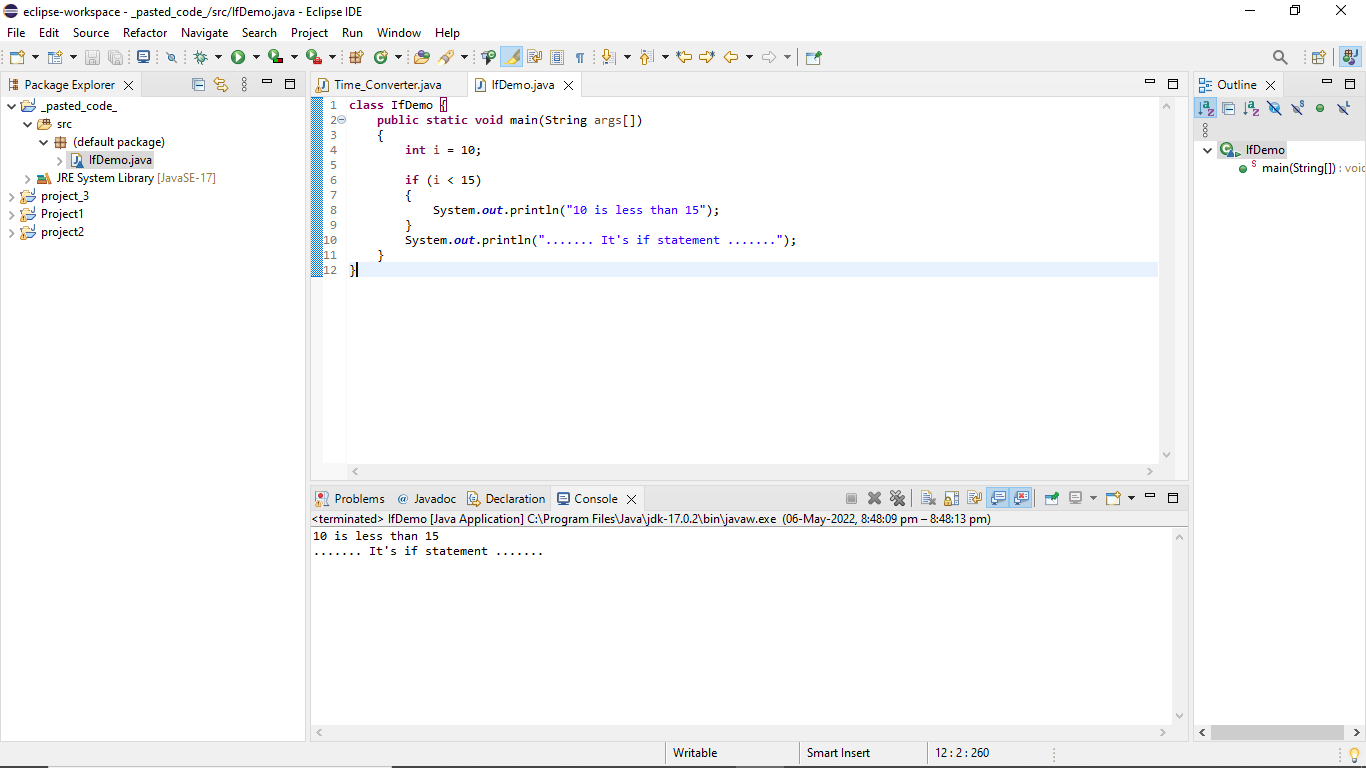 eclipse-workspace - _pasted_code_/src/IfDemo.java - Eclipse IDE
File Edit Source Refactor Navigate Search Project Run Window Help
Package Explorer
_pasted_code_
src
(default package)
IfDemo.java
JRE System Library [JavaSE-17]
project_3
Project1
project2
Time_Converter.java IfDemo.java
1 class IfDemo {
2 public static void main(String args[])
3 {
4 int i = 10;
5
6 if (i < 15)
7 {
8 System.out.println("10 is less than 15");
9 }
10 System.out.println("....... It's if statement .......");
11 }
12 }
Problems @ Javadoc Declaration Console
<terminated> IfDemo [Java Application] C:\Program Files\Java\jdk-17.0.2\bin\javaw.exe (06-May-2022, 8:48:09 pm – 8:48:13 pm)
10 is less than 15
....... It's if statement .......
Outline
IfDemo
main(String[]) : voic
Writable Smart Insert 12 : 2 : 260